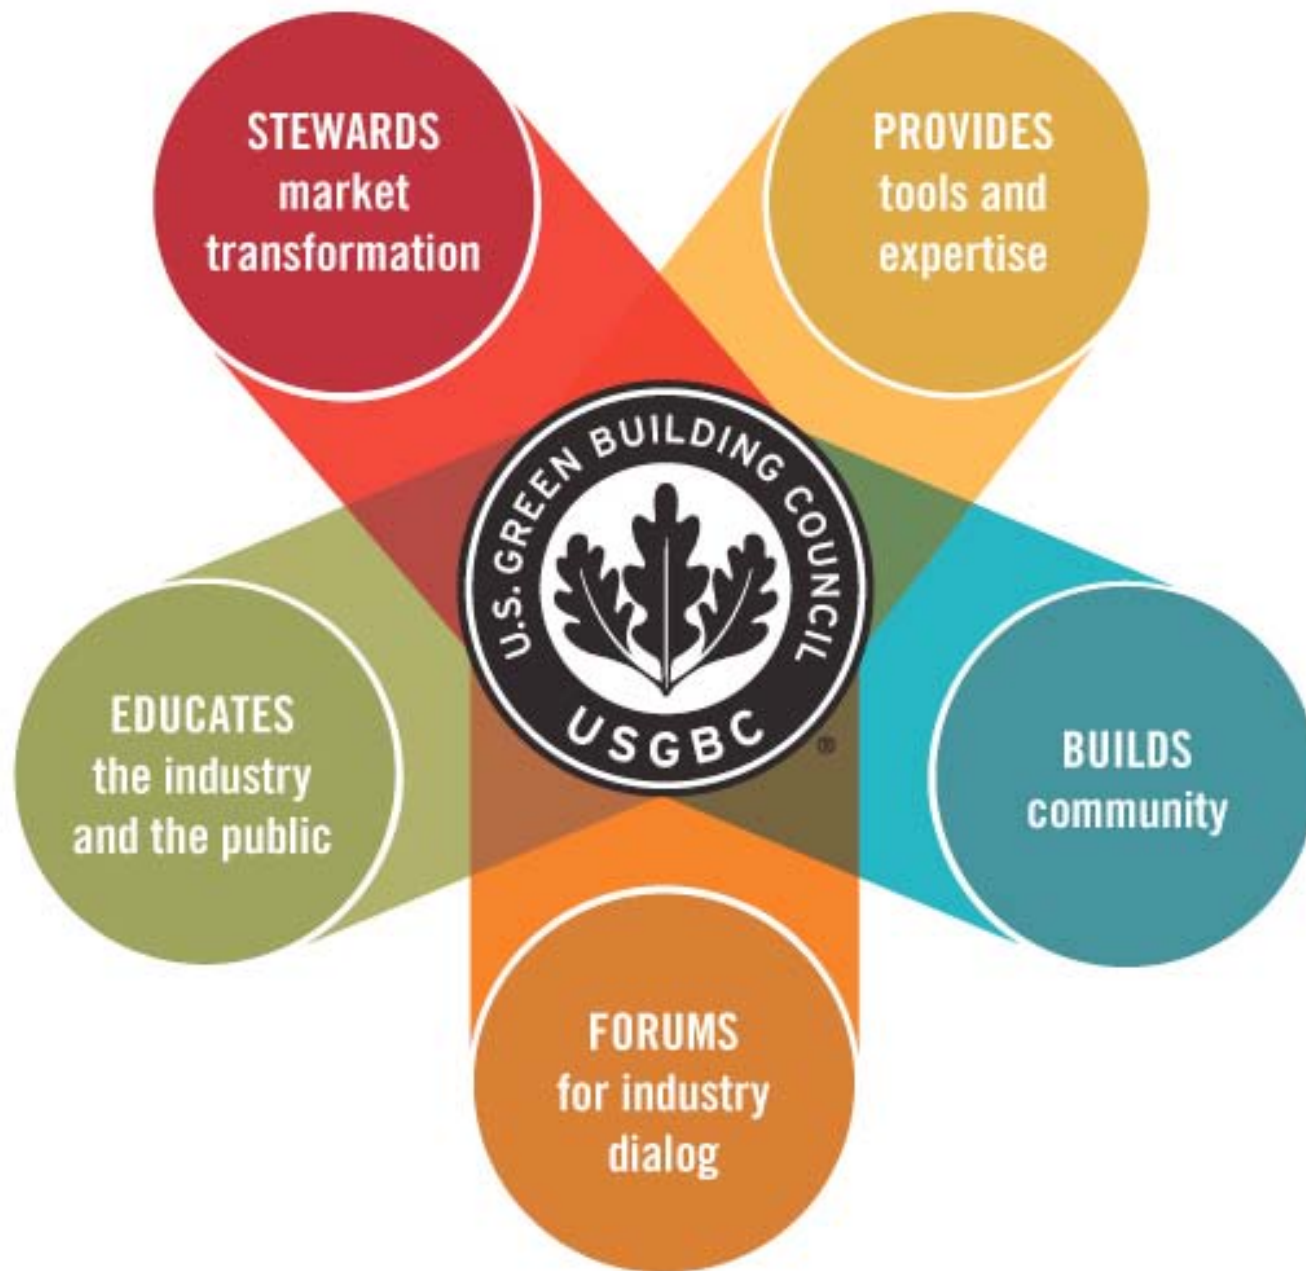 STEWARDS
market
transformation
PROVIDES
tools and
expertise
U.S. GREEN BUILDING COUNCIL
USGBC
®
EDUCATES
the industry
and the public
BUILDS
community
FORUMS
for industry
dialog